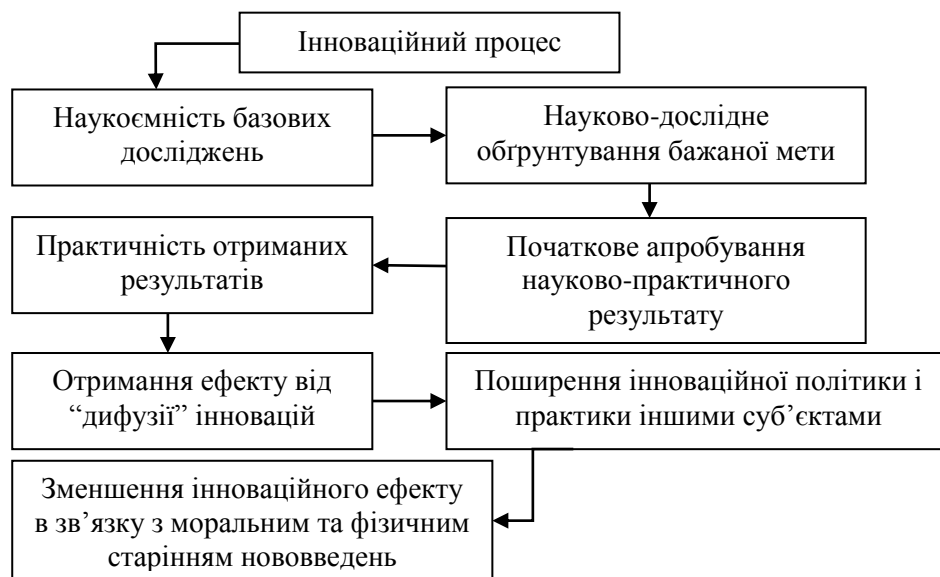 Інноваційний процес
Наукоємність базових
досліджень
Науково-дослідне
обґрунтування бажаної мети
Початкове апробування
науково-практичного
результату
Практичність отриманих
результатів
Отримання ефекту від
“дифузії” інновацій
Поширення інноваційної політики і
практики іншими суб’єктами
Зменшення інноваційного ефекту
в зв’язку з моральним та фізичним
старінням нововведень